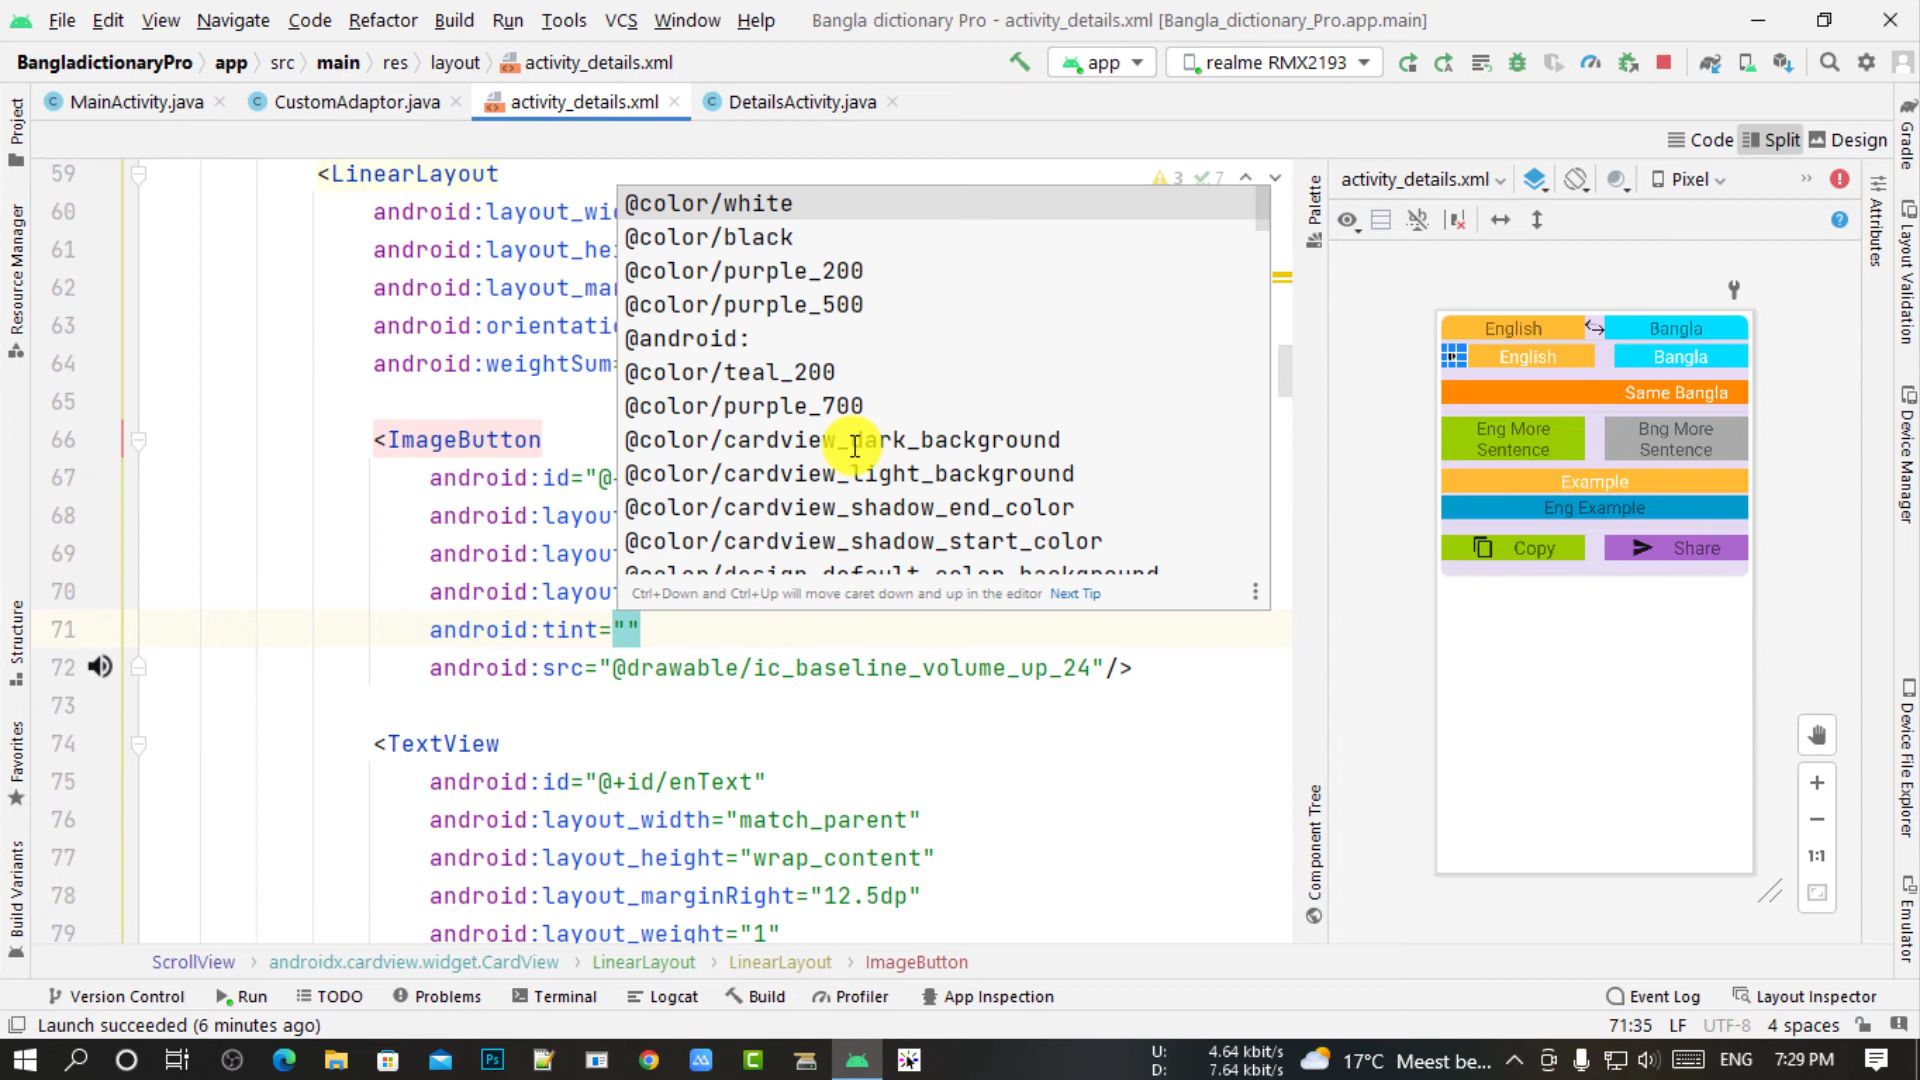 File Edit View Navigate Code Refactor Build Run Tools VCS Window Help Bangla dictionary Pro - activity_details.xml [Bangla_dictionary_Pro.app.main]
BangladictionaryPro app src main res layout activity_details.xml app realme RMX2193
MainActivity.java CustomAdaptor.java activity_details.xml DetailsActivity.java
Code Split Design
Project
Resource Manager
Structure
Favorites
Build Variants
59 <LinearLayout
60 android:layout_wi
61 android:layout_he
62 android:layout_ma
63 android:orientatio
64 android:weightSum
65
66 <ImageButton
67 android:id="@
68 android:layou
69 android:layou
70 android:layou
71 android:tint=""
72 android:src="@drawable/ic_baseline_volume_up_24"/>
73
74 <TextView
75 android:id="@+id/enText"
76 android:layout_width="match_parent"
77 android:layout_height="wrap_content"
78 android:layout_marginRight="12.5dp"
79 android:layout_weight="1"
3 7
@color/white
@color/black
@color/purple_200
@color/purple_500
@android:
@color/teal_200
@color/purple_700
@color/cardview_dark_background
@color/cardview_light_background
@color/cardview_shadow_end_color
@color/cardview_shadow_start_color
@color/design_default_color_background
Ctrl+Down and Ctrl+Up will move caret down and up in the editor Next Tip
Palette
Component Tree
activity_details.xml Pixel
English Bangla
English Bangla
Same Bangla
Eng More Sentence
Bng More Sentence
Example
Eng Example
Copy Share
1:1
Attributes
Gradle
Layout Validation
Device Manager
Device File Explorer
Emulator
ScrollView androidx.cardview.widget.CardView LinearLayout LinearLayout ImageButton
Version Control Run TODO Problems Terminal Logcat Build Profiler App Inspection Event Log Layout Inspector
Launch succeeded (6 minutes ago) 71:35 LF UTF-8 4 spaces
U: 4.64 kbit/s
D: 7.64 kbit/s
17°C Meest be... ENG 7:29 PM